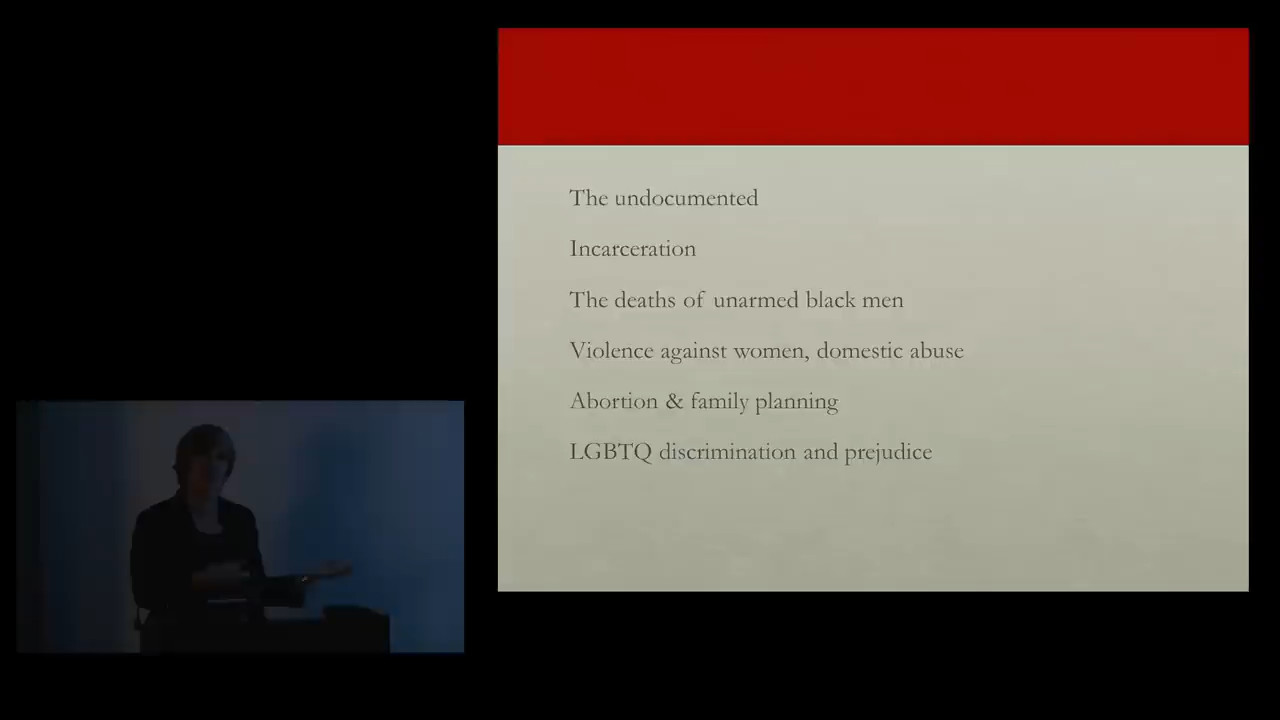 The undocumented
Incarceration
The deaths of unarmed black men
Violence against women, domestic abuse
Abortion & family planning
LGBTQ discrimination and prejudice